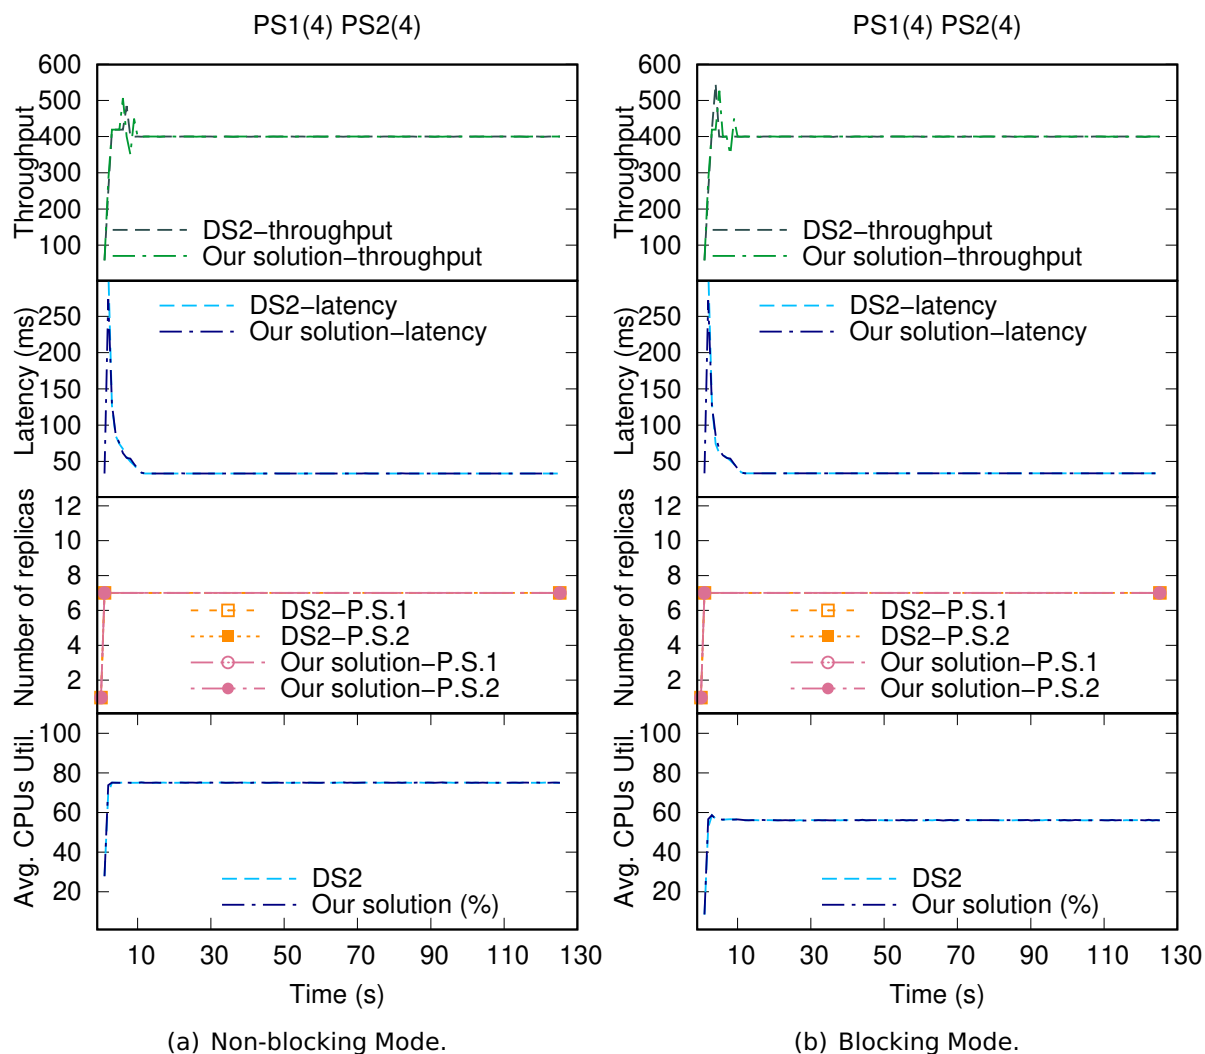 PS1(4) PS2(4)
600
500
400
300
200
100
Throughput
DS2−throughput
Our solution−throughput
250
200
150
100
50
Latency (ms)
DS2−latency
Our solution−latency
12
10
8
6
4
2
Number of replicas
DS2−P.S.1
DS2−P.S.2
Our solution−P.S.1
Our solution−P.S.2
100
80
60
40
20
Avg. CPUs Util.
DS2
Our solution (%)
10 30 50 70 90 110 130
Time (s)
(a) Non-blocking Mode.
PS1(4) PS2(4)
600
500
400
300
200
100
Throughput
DS2−throughput
Our solution−throughput
250
200
150
100
50
Latency (ms)
DS2−latency
Our solution−latency
12
10
8
6
4
2
Number of replicas
DS2−P.S.1
DS2−P.S.2
Our solution−P.S.1
Our solution−P.S.2
100
80
60
40
20
Avg. CPUs Util.
DS2
Our solution (%)
10 30 50 70 90 110 130
Time (s)
(b) Blocking Mode.